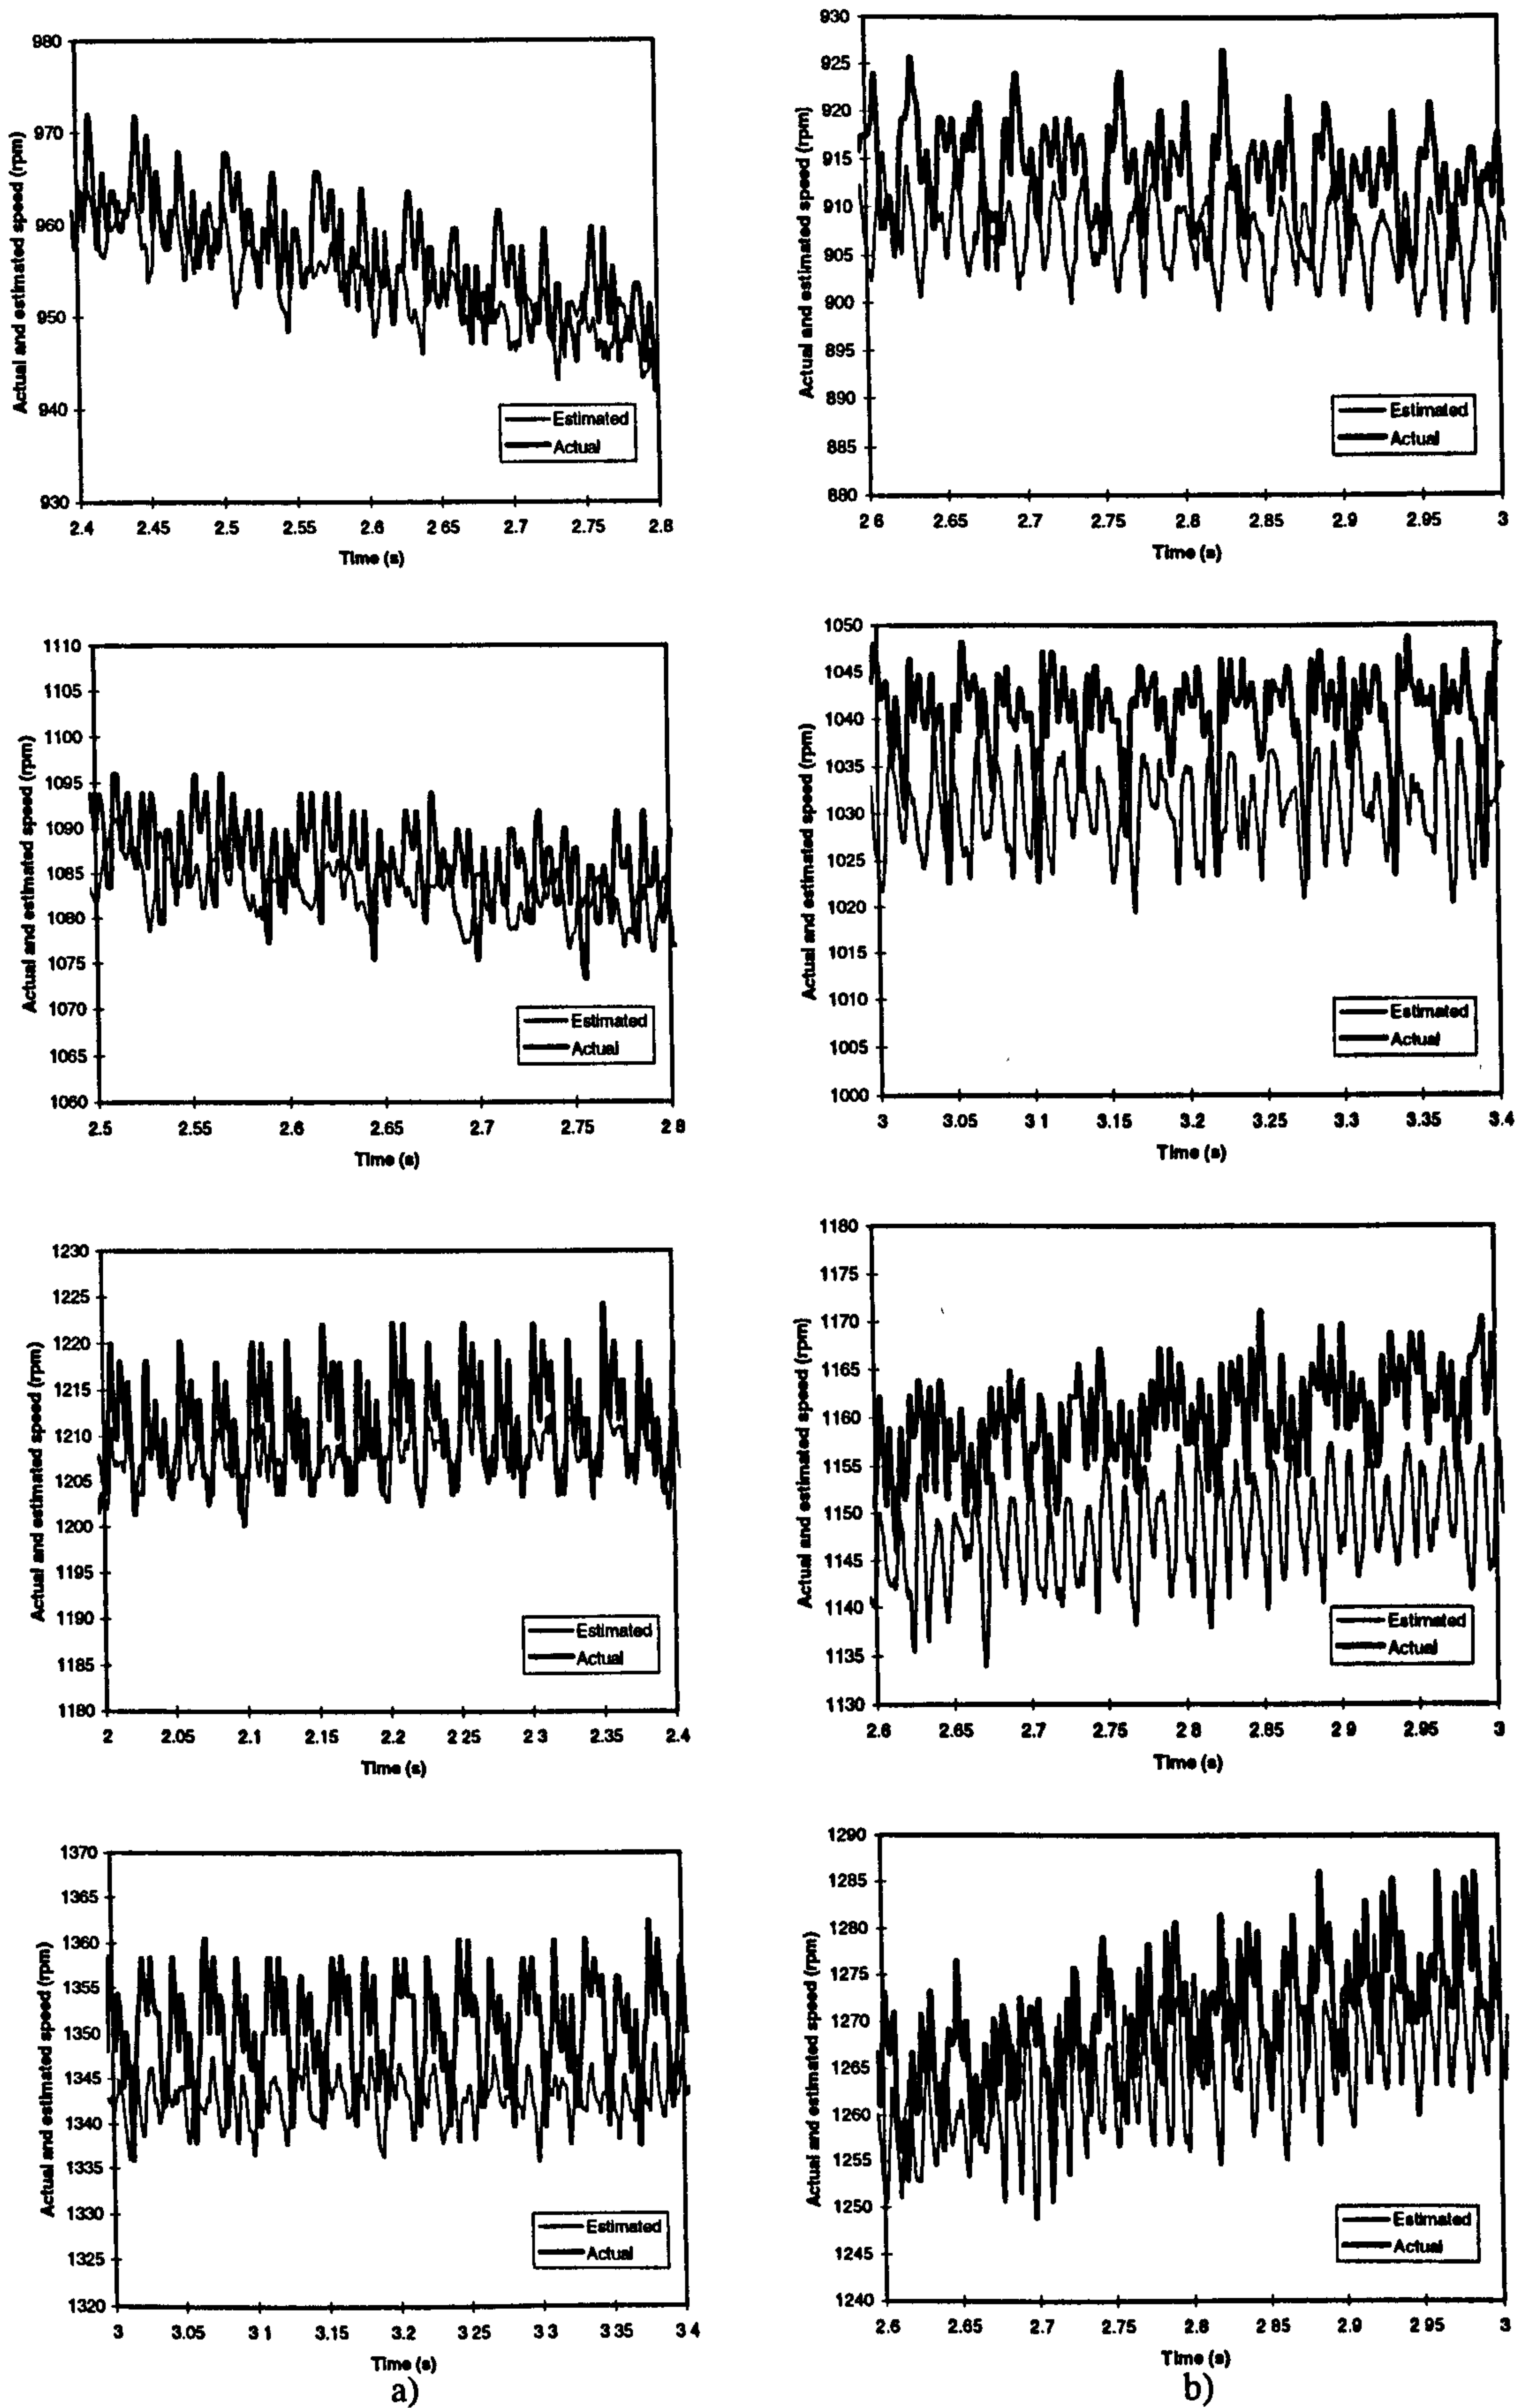 Actual and estimated speed (rpm)
980
970
960
950
940
930
2.4 2.45 2.5 2.55 2.6 2 65 2.7 2.75 2.8
Time (s)
Estimated
Actual
Actual and estimated speed (rpm)
930
925
920
915
910
905
900
895
890
885
880
2 6 2.65 2.7 2.75 2.8 2.85 2.9 2.95 3
Time (s)
Estimated
Actual
Actual and estimated speed (rpm)
1110
1105
1100
1095
1090
1085
1080
1075
1070
1065
1060
2.5 2.55 2.6 2.65 2.7 2.75 2 8
Time (s)
Estimated
Actual
Actual and estimated speed (rpm)
1050
1045
1040
1035
1030
1025
1020
1015
1010
1005
1000
3 3.05 3 1 3.15 3.2 3.25 3.3 3.35 3.4
Time (s)
Estimated
Actual
Actual and estimated speed (rpm)
1230
1225
1220
1215
1210
1205
1200
1195
1190
1185
1180
2 2.05 2.1 2.15 2.2 2 25 2 3 2.35 2.4
Time (s)
Estimated
Actual
Actual and estimated speed (rpm)
1180
1175
1170
1165
1160
1155
1150
1145
1140
1135
1130
2.6 2.65 2.7 2.75 2 8 2.85 2 9 2.95 3
Time (s)
Estimated
Actual
Actual and estimated speed (rpm)
1370
1365
1360
1355
1350
1345
1340
1335
1330
1325
1320
3 3.05 3 1 3.15 3.2 3 25 3 3 3.35 3 4
Time (s)
Estimated
Actual
Actual and estimated speed (rpm)
1290
1285
1280
1275
1270
1265
1260
1255
1250
1245
1240
2.6 2.65 2.7 2.75 2.8 2 85 2.9 2 95 3
Time (s)
Estimated
Actual
a)
b)